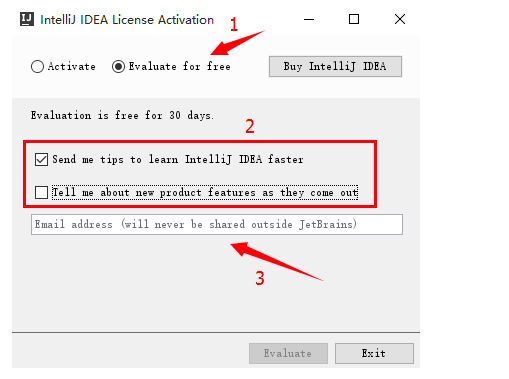 IJ IntelliJ IDEA License Activation
1
Activate Evaluate for free Buy IntelliJ IDEA
Evaluation is free for 30 days.
2
Send me tips to learn IntelliJ IDEA faster
Tell me about new product features as they come out
Email address (will never be shared outside JetBrains)
3
Evaluate Exit